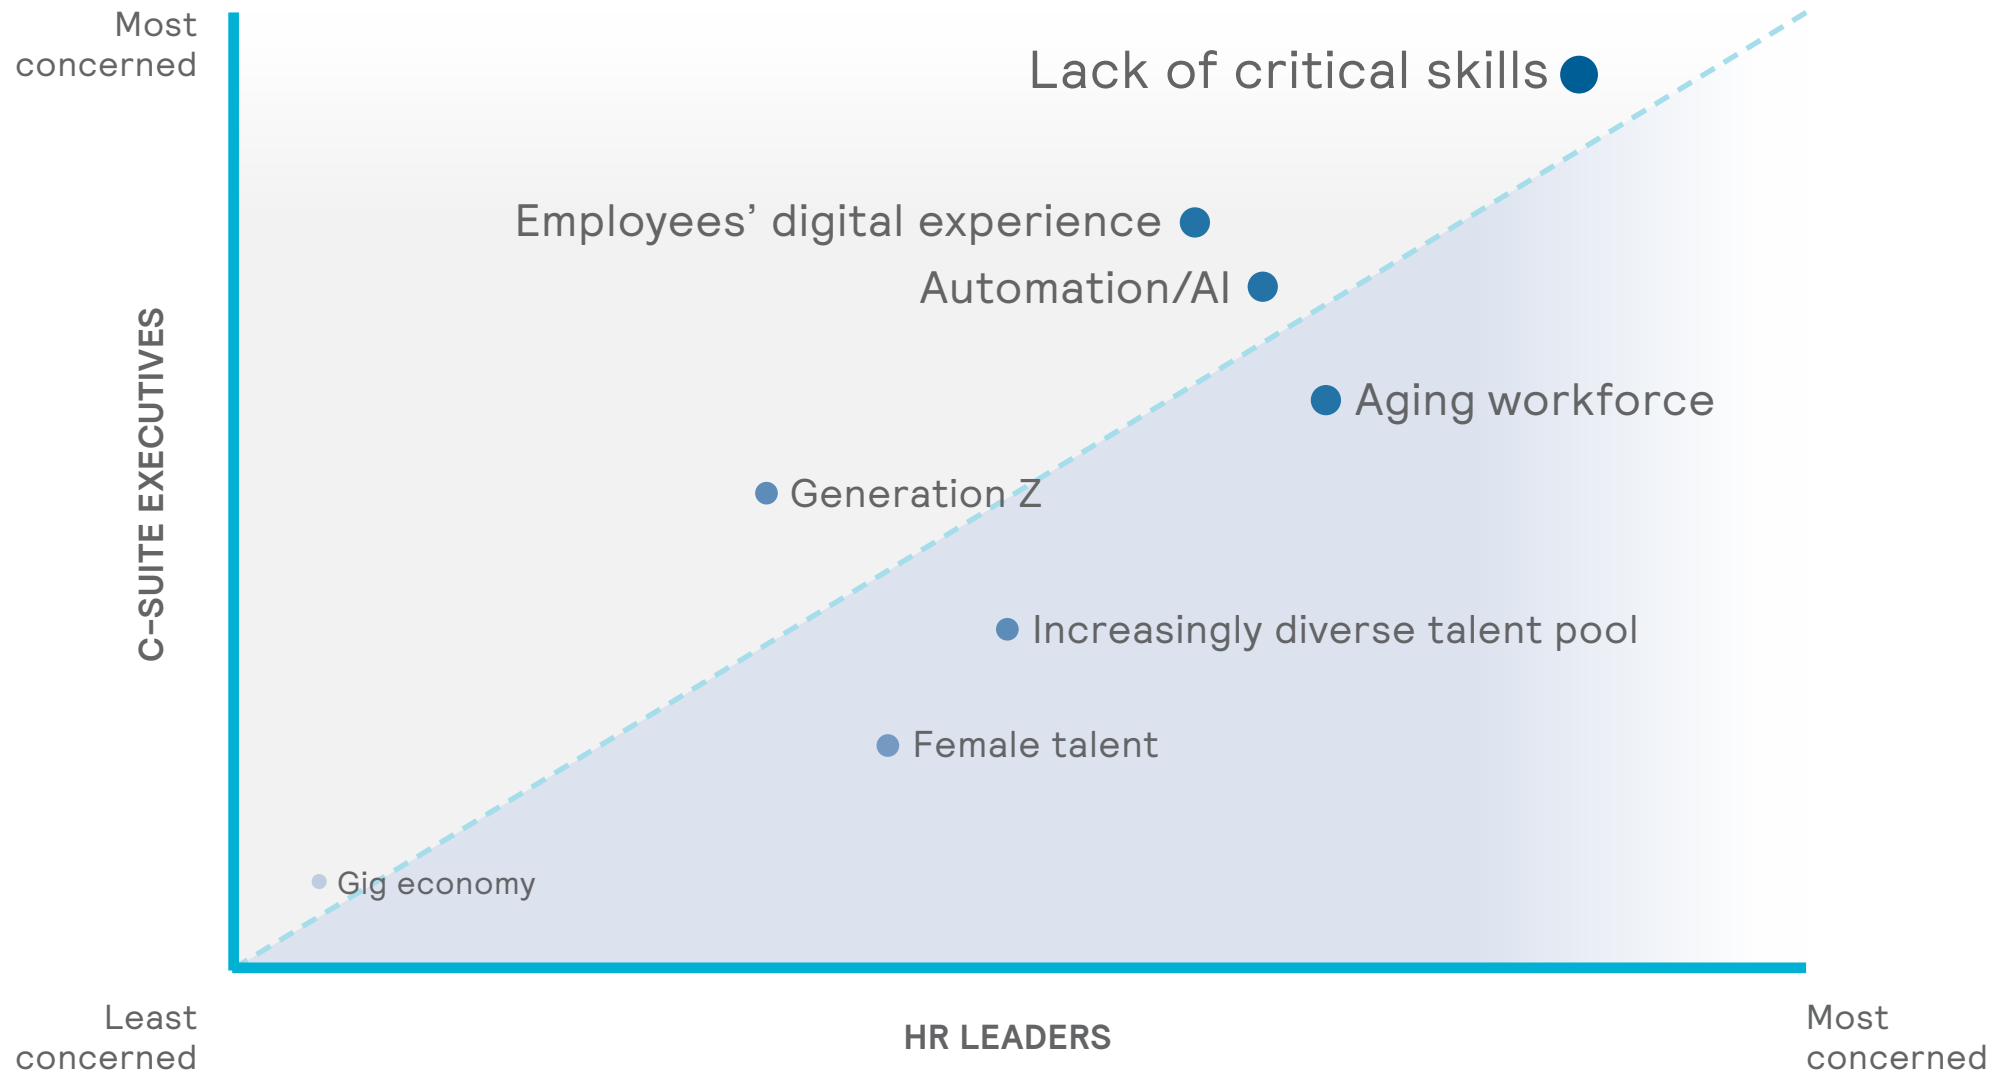 Most
concerned
Lack of critical skills
Employees’ digital experience
Automation/AI
C-SUITE EXECUTIVES
Aging workforce
Generation Z
Increasingly diverse talent pool
Female talent
Gig economy
Least
concerned
HR LEADERS
Most
concerned